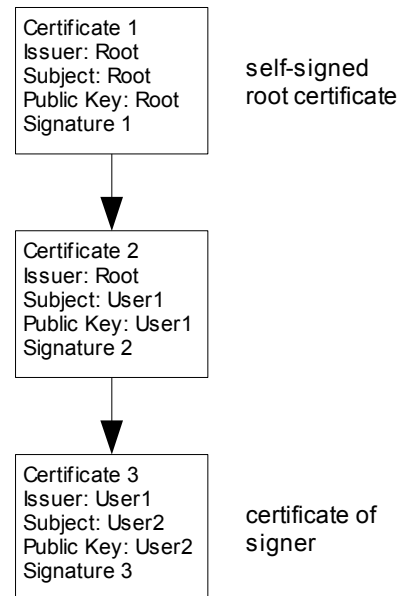 Certificate 1
Issuer: Root
Subject: Root
Public Key: Root
Signature 1
self-signed
root certificate
Certificate 2
Issuer: Root
Subject: User1
Public Key: User1
Signature 2
Certificate 3
Issuer: User1
Subject: User2
Public Key: User2
Signature 3
certificate of
signer